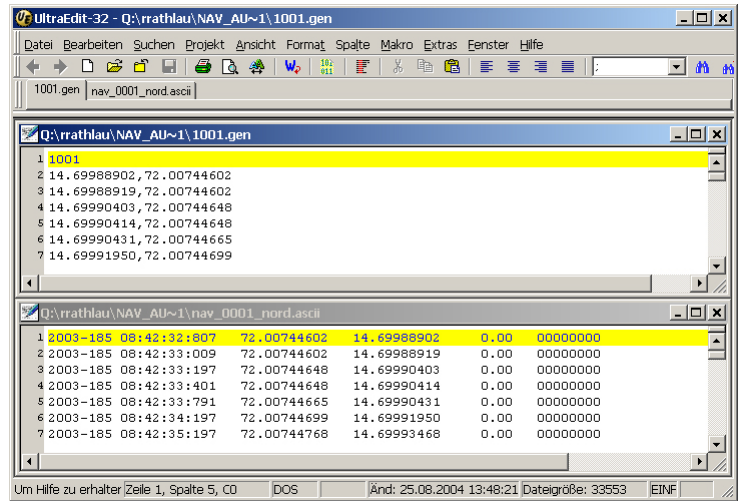 UltraEdit-32 - Q:\rrathlau\NAV_AU~1\1001.gen
Datei Bearbeiten Suchen Projekt Ansicht Format Spalte Makro Extras Fenster Hilfe
;
1001.gen nav_0001_nord.ascii
Q:\rrathlau\NAV_AU~1\1001.gen
1 1001
2 14.69988902,72.00744602
3 14.69988919,72.00744602
4 14.69990403,72.00744648
5 14.69990414,72.00744648
6 14.69990431,72.00744665
7 14.69991950,72.00744699
Q:\rrathlau\NAV_AU~1\nav_0001_nord.ascii
1 2003-185 08:42:32:807 72.00744602 14.69988902 0.00 00000000
2 2003-185 08:42:33:009 72.00744602 14.69988919 0.00 00000000
3 2003-185 08:42:33:197 72.00744648 14.69990403 0.00 00000000
4 2003-185 08:42:33:401 72.00744648 14.69990414 0.00 00000000
5 2003-185 08:42:33:791 72.00744665 14.69990431 0.00 00000000
6 2003-185 08:42:34:197 72.00744699 14.69991950 0.00 00000000
7 2003-185 08:42:35:197 72.00744768 14.69993468 0.00 00000000
Um Hilfe zu erhalter Zeile 1, Spalte 5, C0 DOS Änd: 25.08.2004 13:48:21 Dateigröße: 33553 EINF